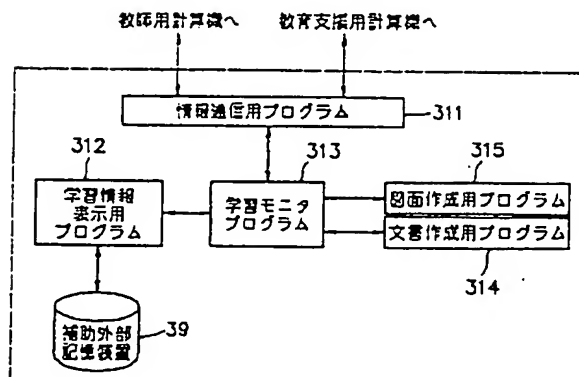 教師用計算機へ 教育支援用計算機へ
情報通信用プログラム
311
312
313
315
学習情報
表示用
プログラム
学習モニタ
プログラム
図面作成用プログラム
文書作成用プログラム
314
補助外部
記憶装置
39